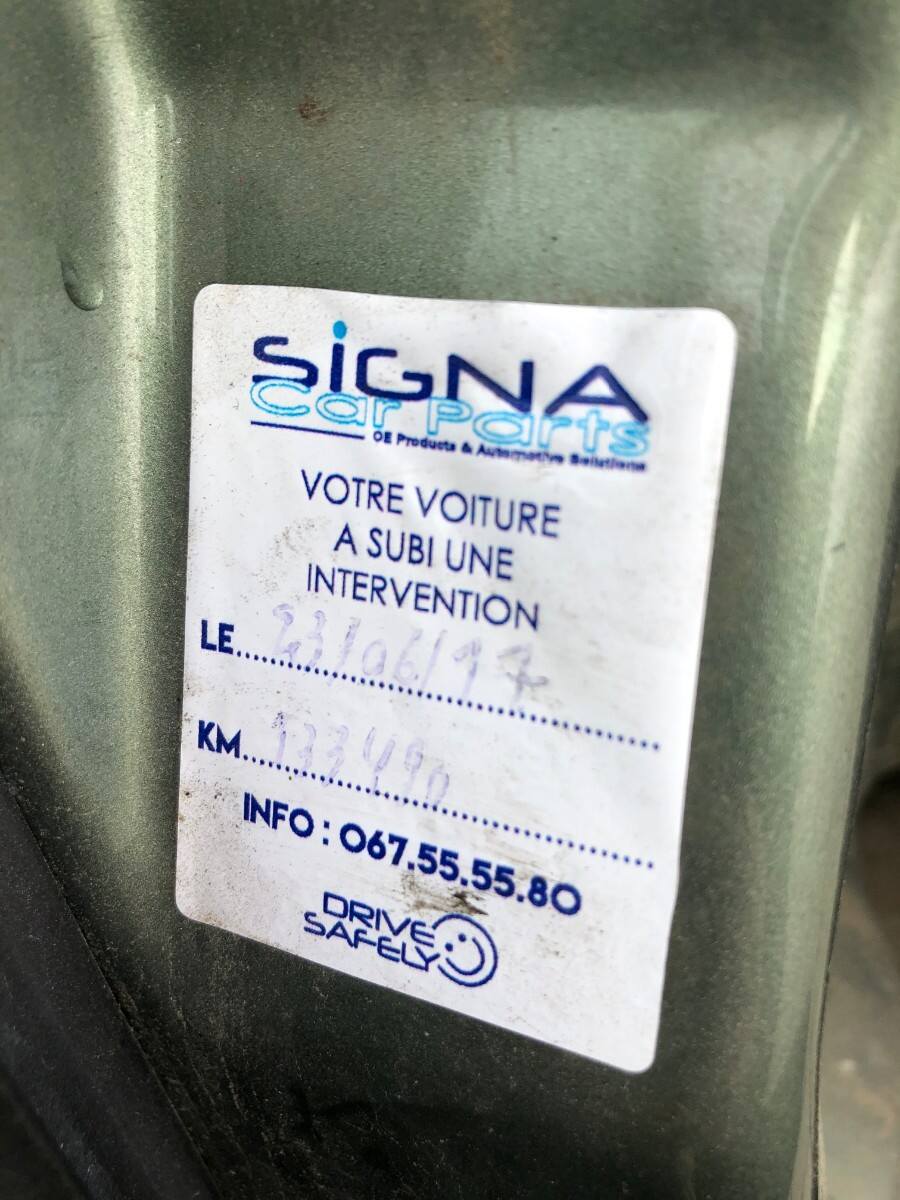 SiGNA
Car Parts
OE Products & Automotive Solutions
VOTRE VOITURE
A SUBI UNE
INTERVENTION
LE 23/06/17
KM 133490
INFO : 067.55.55.80
DRIVE
SAFELY